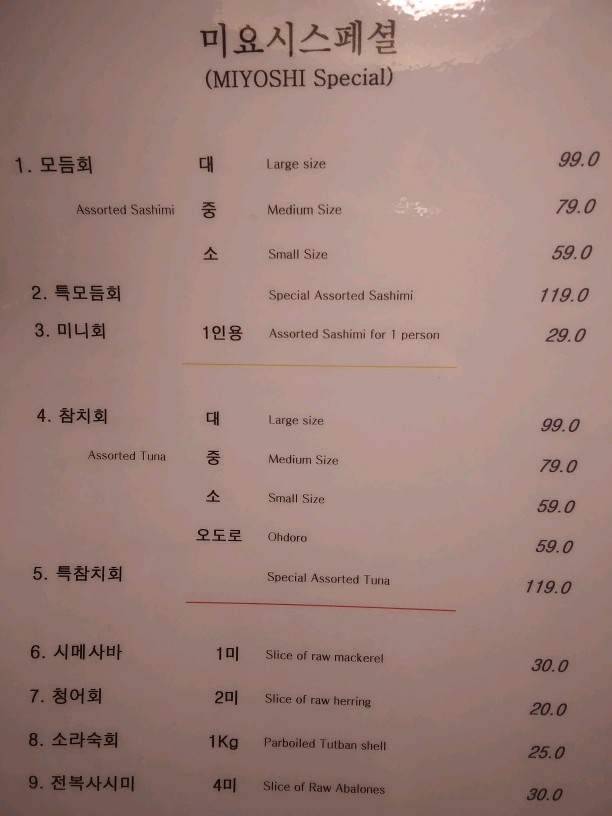 미요시스페셜
(MIYOSHI Special)
1. 모듬회 대 Large size 99.0
Assorted Sashimi 중 Medium Size 79.0
소 Small Size 59.0
2. 특모듬회 Special Assorted Sashimi 119.0
3. 미니회 1인용 Assorted Sashimi for 1 person 29.0
4. 참치회 대 Large size 99.0
Assorted Tuna 중 Medium Size 79.0
소 Small Size 59.0
오도로 Ohdoro 59.0
5. 특참치회 Special Assorted Tuna 119.0
6. 시메사바 1미 Slice of raw mackerel 30.0
7. 청어회 2미 Slice of raw herring 20.0
8. 소라숙회 1Kg Parboiled Tutban shell 25.0
9. 전복사시미 4미 Slice of Raw Abalones 30.0